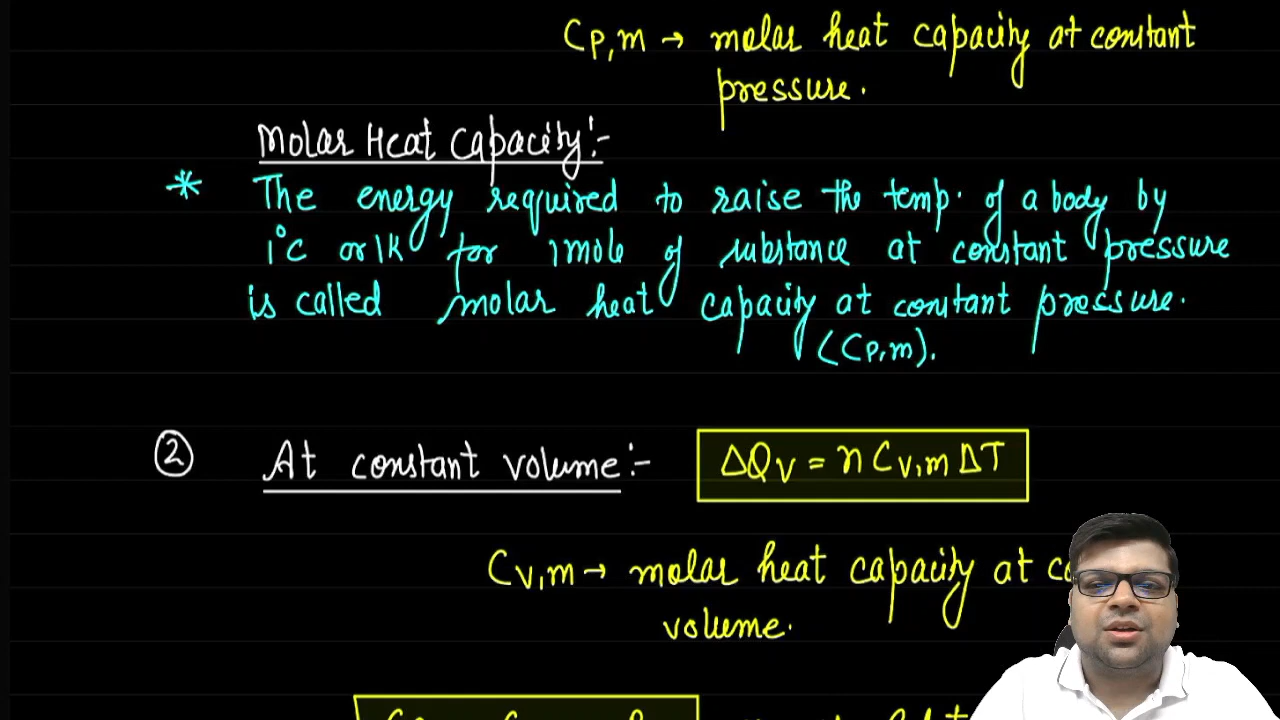 Cp,m → molar heat capacity at constant
pressure.
Molar Heat Capacity:-
* The energy required to raise the temp. of a body by
1°C or 1K for 1mole of substance at constant pressure
is called molar heat capacity at constant pressure.
(Cp,m).
② At constant volume:- ΔQv = n Cv,m ΔT
Cv,m → molar heat capacity at
volume.